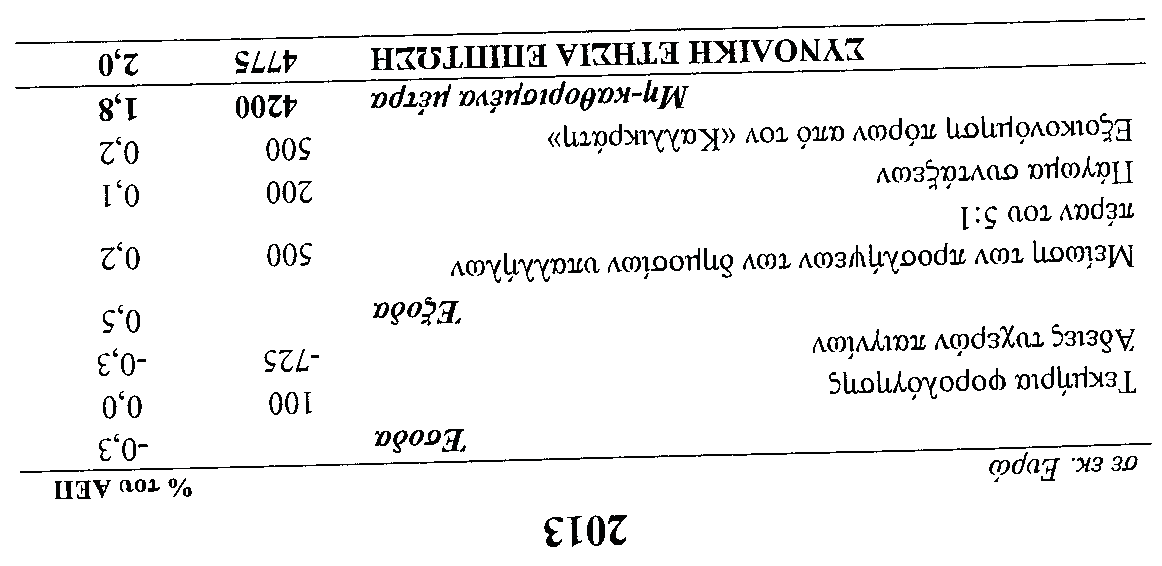 2013
% του ΑΕΠ
σε εκ. Ευρώ
Έσοδα -0,3
Τεκμήρια φορολόγησης 100 0,0
Άδειες τυχερών παιγνίων -725 -0,3
Έξοδα 0,5
Μείωση των προσλήψεων των δημοσίων υπαλλήλων 500 0,2
πέραν του 5:1
Πάγωμα συντάξεων 200 0,1
Εξοικονόμηση πόρων από τον «Καλλικράτη» 500 0,2
Μη-καθορισμένα μέτρα 4200 1,8
ΣΥΝΟΛΙΚΗ ΕΤΗΣΙΑ ΕΠΙΠΤΩΣΗ 4775 2,0